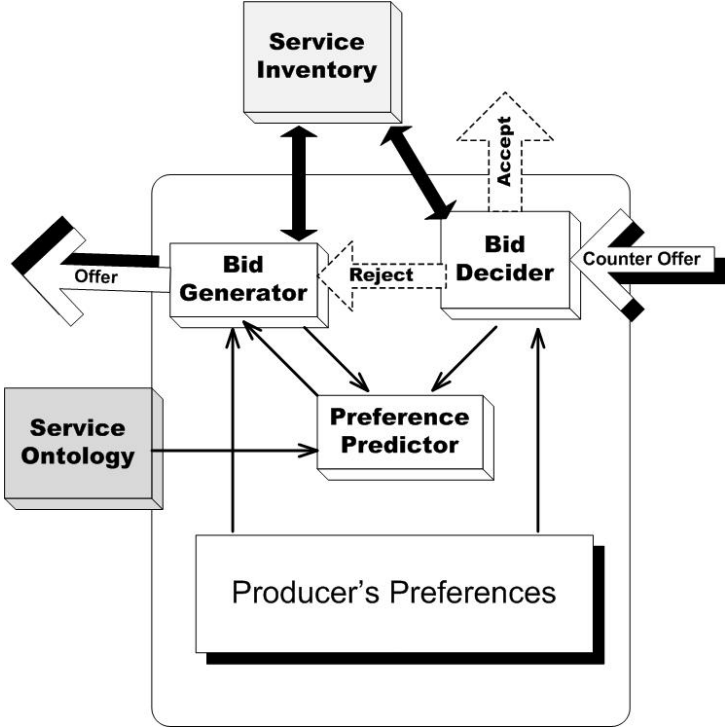 Service
Inventory
Accept
Bid
Generator
Bid
Decider
Offer
Reject
Counter Offer
Preference
Predictor
Service
Ontology
Producer's Preferences